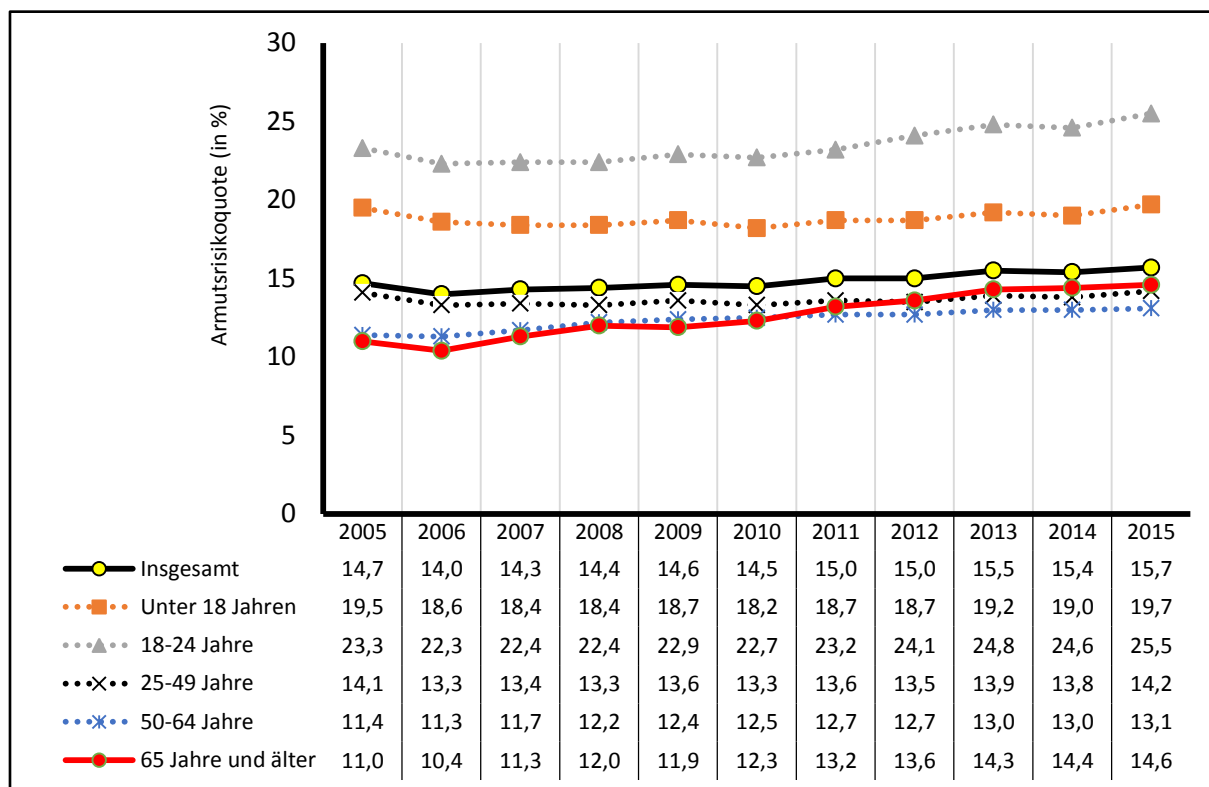 Armutsrisikoquote (in %)
30
25
20
15
10
5
0
2005 2006 2007 2008 2009 2010 2011 2012 2013 2014 2015
Insgesamt 14,7 14,0 14,3 14,4 14,6 14,5 15,0 15,0 15,5 15,4 15,7
Unter 18 Jahren 19,5 18,6 18,4 18,4 18,7 18,2 18,7 18,7 19,2 19,0 19,7
18-24 Jahre 23,3 22,3 22,4 22,4 22,9 22,7 23,2 24,1 24,8 24,6 25,5
25-49 Jahre 14,1 13,3 13,4 13,3 13,6 13,3 13,6 13,5 13,9 13,8 14,2
50-64 Jahre 11,4 11,3 11,7 12,2 12,4 12,5 12,7 12,7 13,0 13,0 13,1
65 Jahre und älter 11,0 10,4 11,3 12,0 11,9 12,3 13,2 13,6 14,3 14,4 14,6